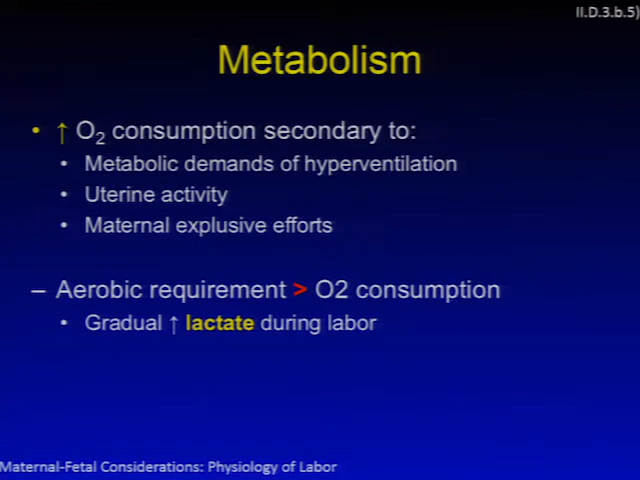 II.D.3.b.5)
Metabolism
• ↑ O2 consumption secondary to:
• Metabolic demands of hyperventilation
• Uterine activity
• Maternal explusive efforts
– Aerobic requirement > O2 consumption
• Gradual ↑ lactate during labor
Maternal-Fetal Considerations: Physiology of Labor